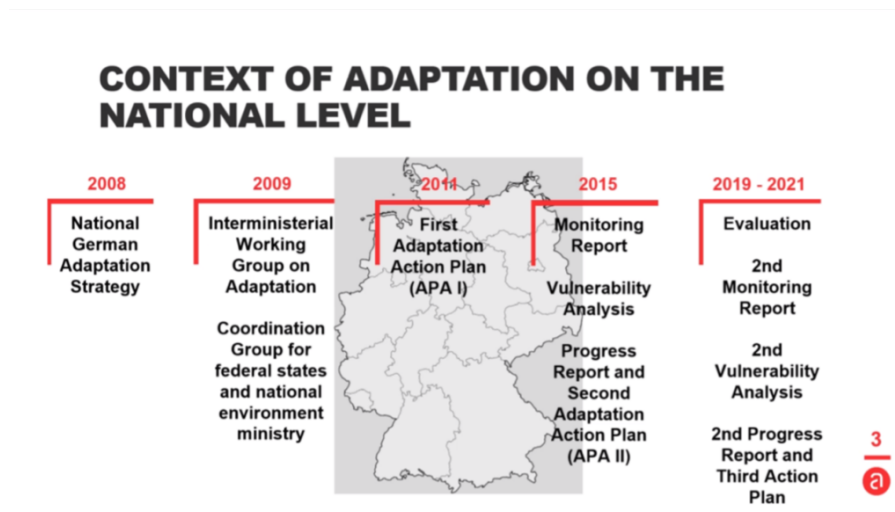 CONTEXT OF ADAPTATION ON THE
NATIONAL LEVEL
2008
National
German
Adaptation
Strategy
2009
Interministerial
Working
Group on
Adaptation
Coordination
Group for
federal states
and national
environment
ministry
2011
First
Adaptation
Action Plan
(APA I)
2015
Monitoring
Report
Vulnerability
Analysis
Progress
Report and
Second
Adaptation
Action Plan
(APA II)
2019 - 2021
Evaluation
2nd
Monitoring
Report
2nd
Vulnerability
Analysis
2nd Progress
Report and
Third Action
Plan
3
a